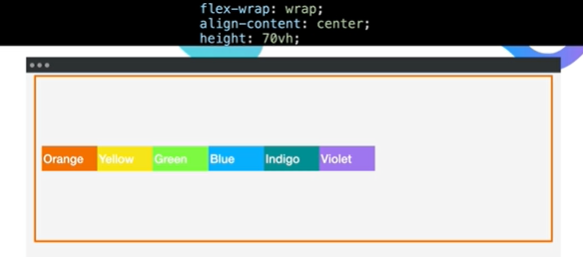 flex-wrap: wrap;
align-content: center;
height: 70vh;
Orange Yellow Green Blue Indigo Violet